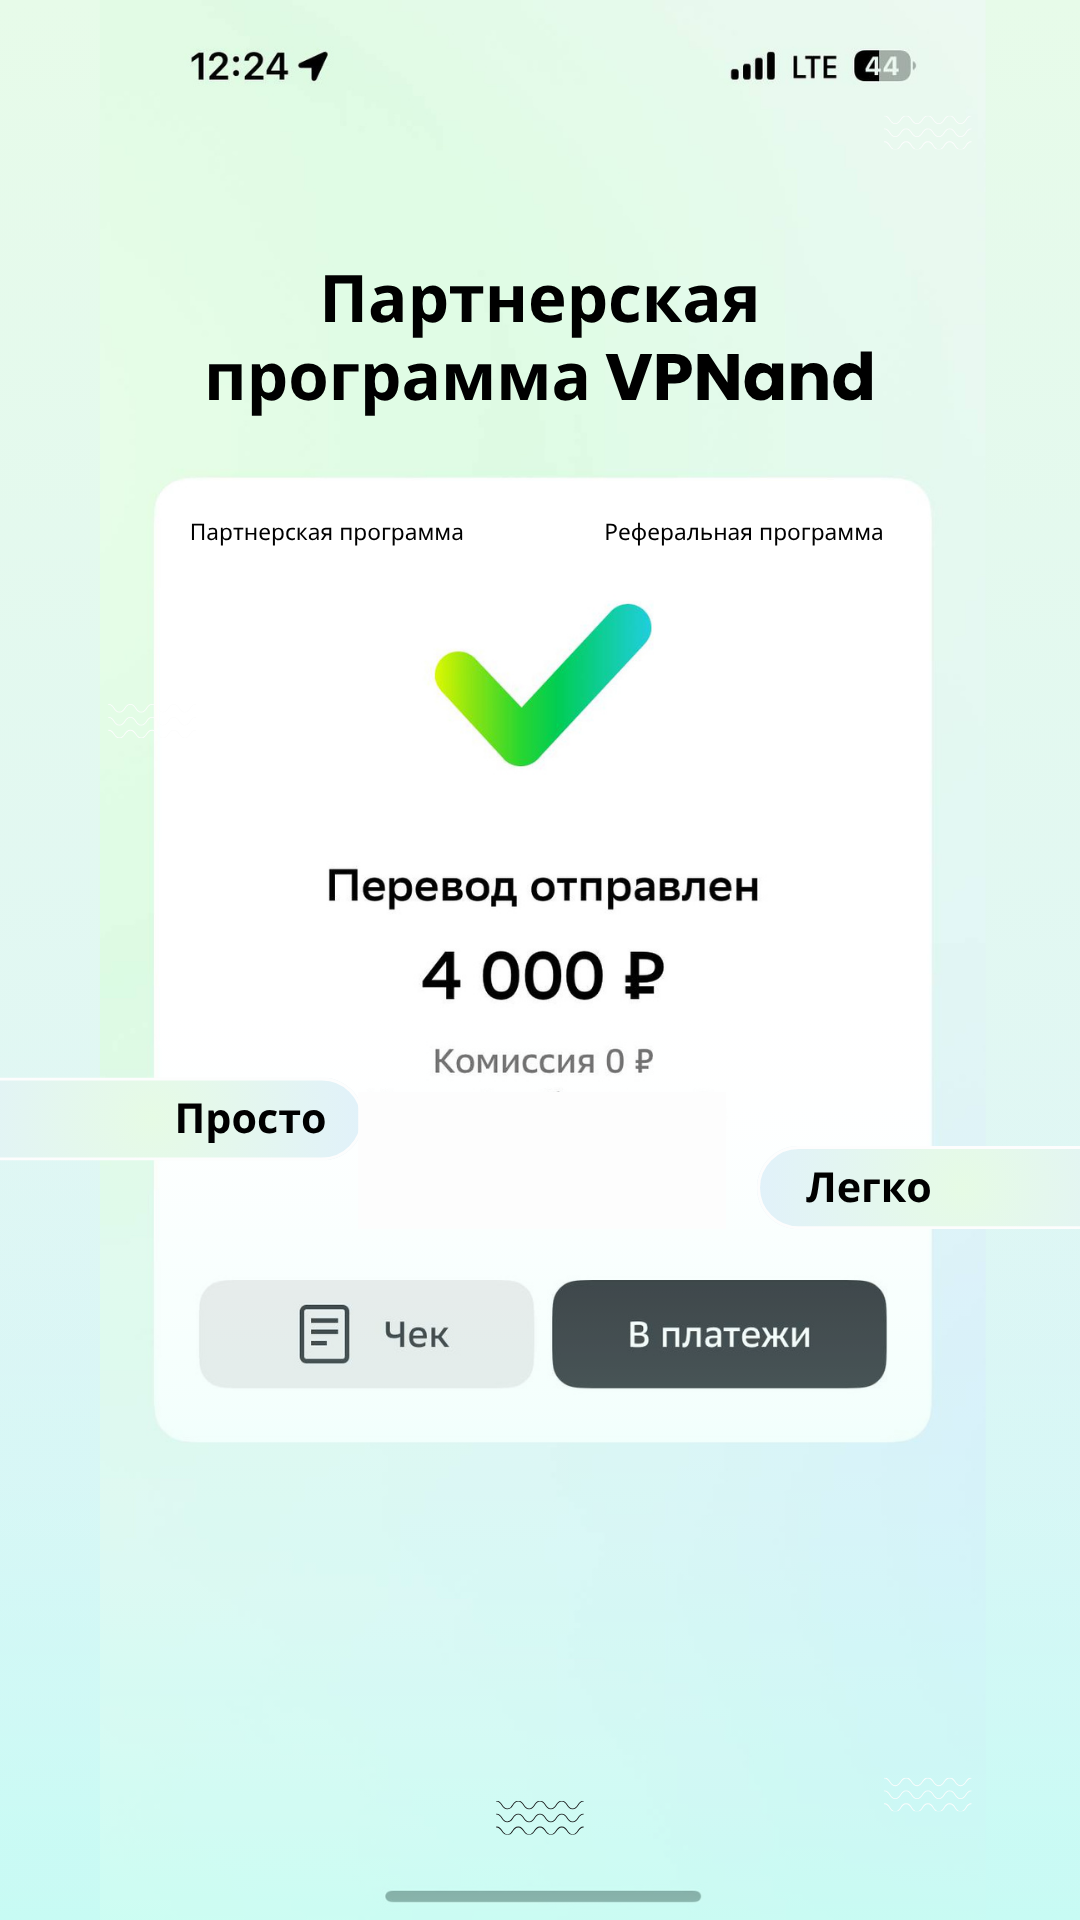 12:24 LTE 44
Партнерская
программа VPNand
Партнерская программа Реферальная программа
Перевод отправлен
4 000 ₽
Комиссия 0 ₽
Просто
Легко
Чек В платежи